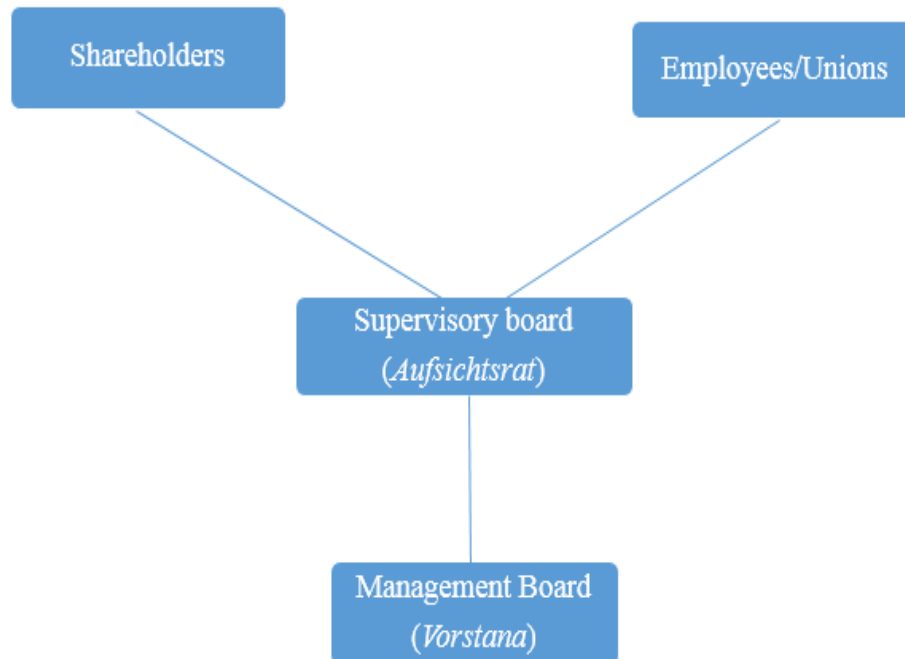 Shareholders
Employees/Unions
Supervisory board
(Aufsichtsrat)
Management Board
(Vorstana)